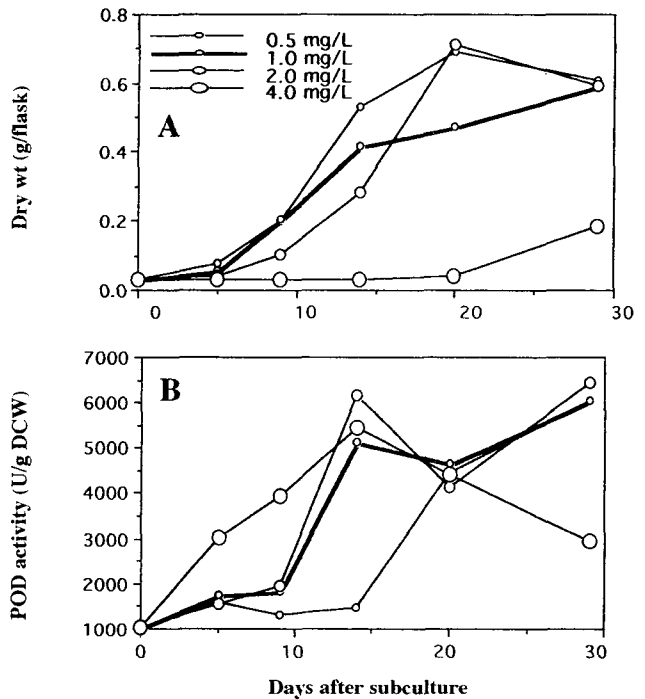 0.8
0.5 mg/L
1.0 mg/L
2.0 mg/L
4.0 mg/L
0.6
A
Dry wt (g/flask)
0.4
0.2
0.0
0
10
20
30
7000
B
6000
POD activity (U/g DCW)
5000
4000
3000
2000
1000
0
10
20
30
Days after subculture